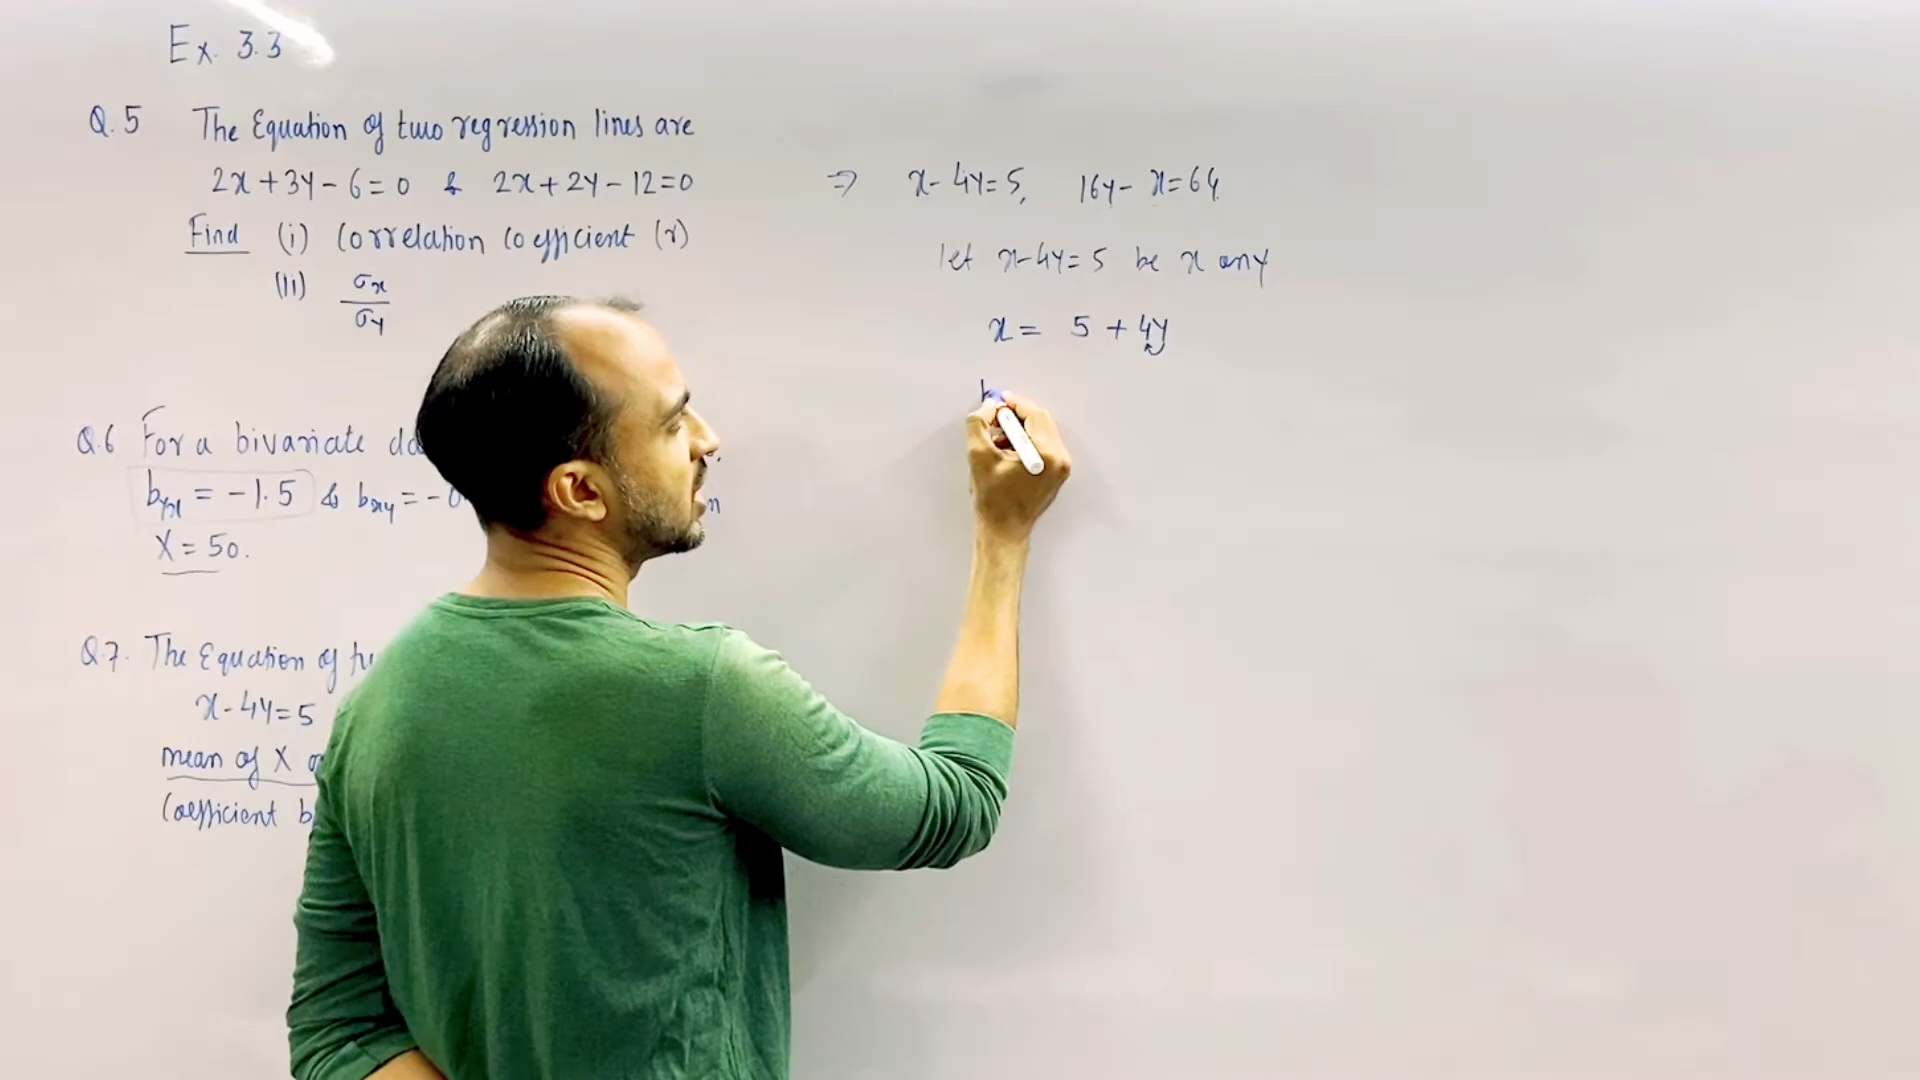 Ex. 3.3
Q.5 The Equation of two regression lines are
2x+3y-6=0 & 2x+2y-12=0
Find (i) Correlation Coefficient (r)
(ii) σx/σy
Q.6 For a bivariate
byx = -1.5 & bxy = -0
X = 50.
Q.7. The Equation of
x-4y=5
mean of X
Coefficient b
⇒ x-4y=5, 16y-x=64
let x-4y=5 be x any
x = 5 + 4y